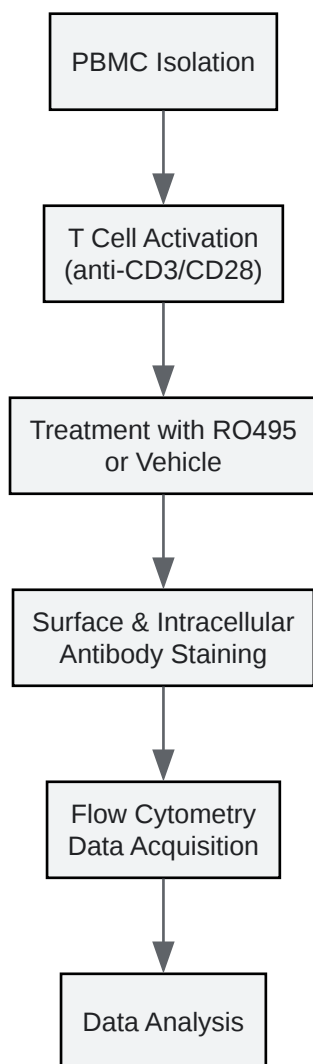 PBMC Isolation
T Cell Activation
(anti-CD3/CD28)
Treatment with RO495
or Vehicle
Surface & Intracellular
Antibody Staining
Flow Cytometry
Data Acquisition
Data Analysis